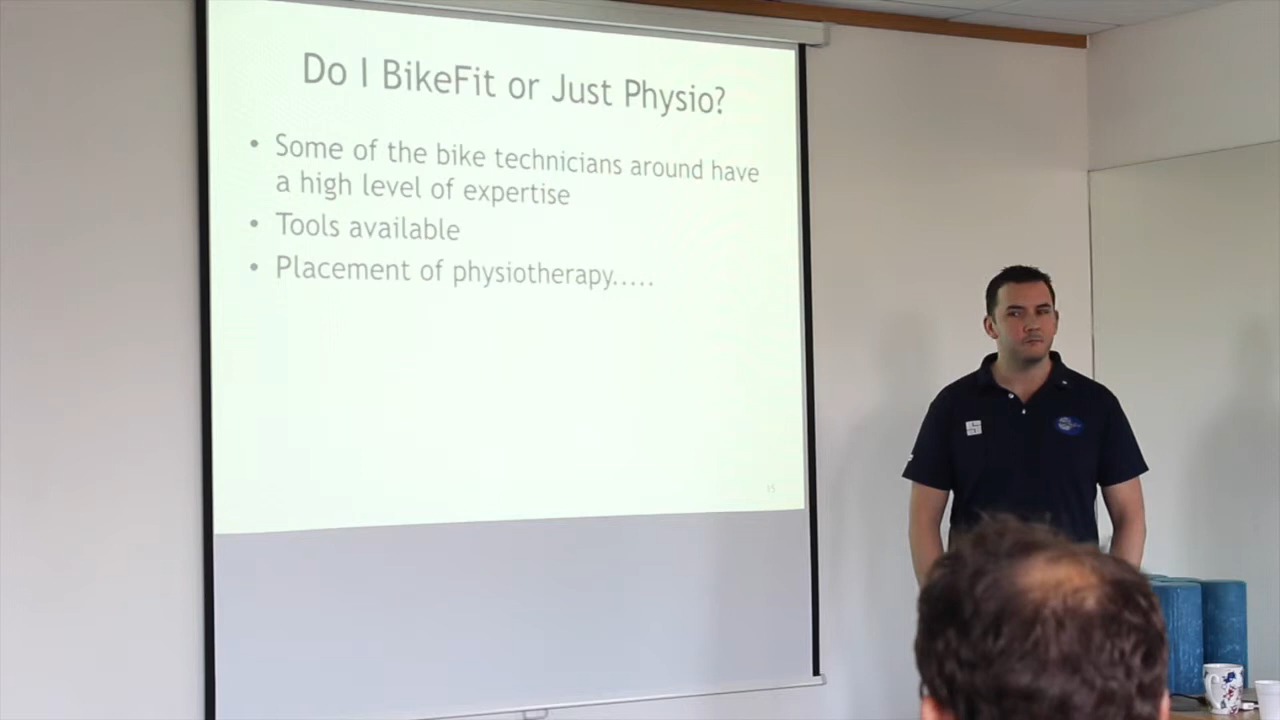 Do I BikeFit or Just Physio?
• Some of the bike technicians around have
a high level of expertise
• Tools available
• Placement of physiotherapy.....
15